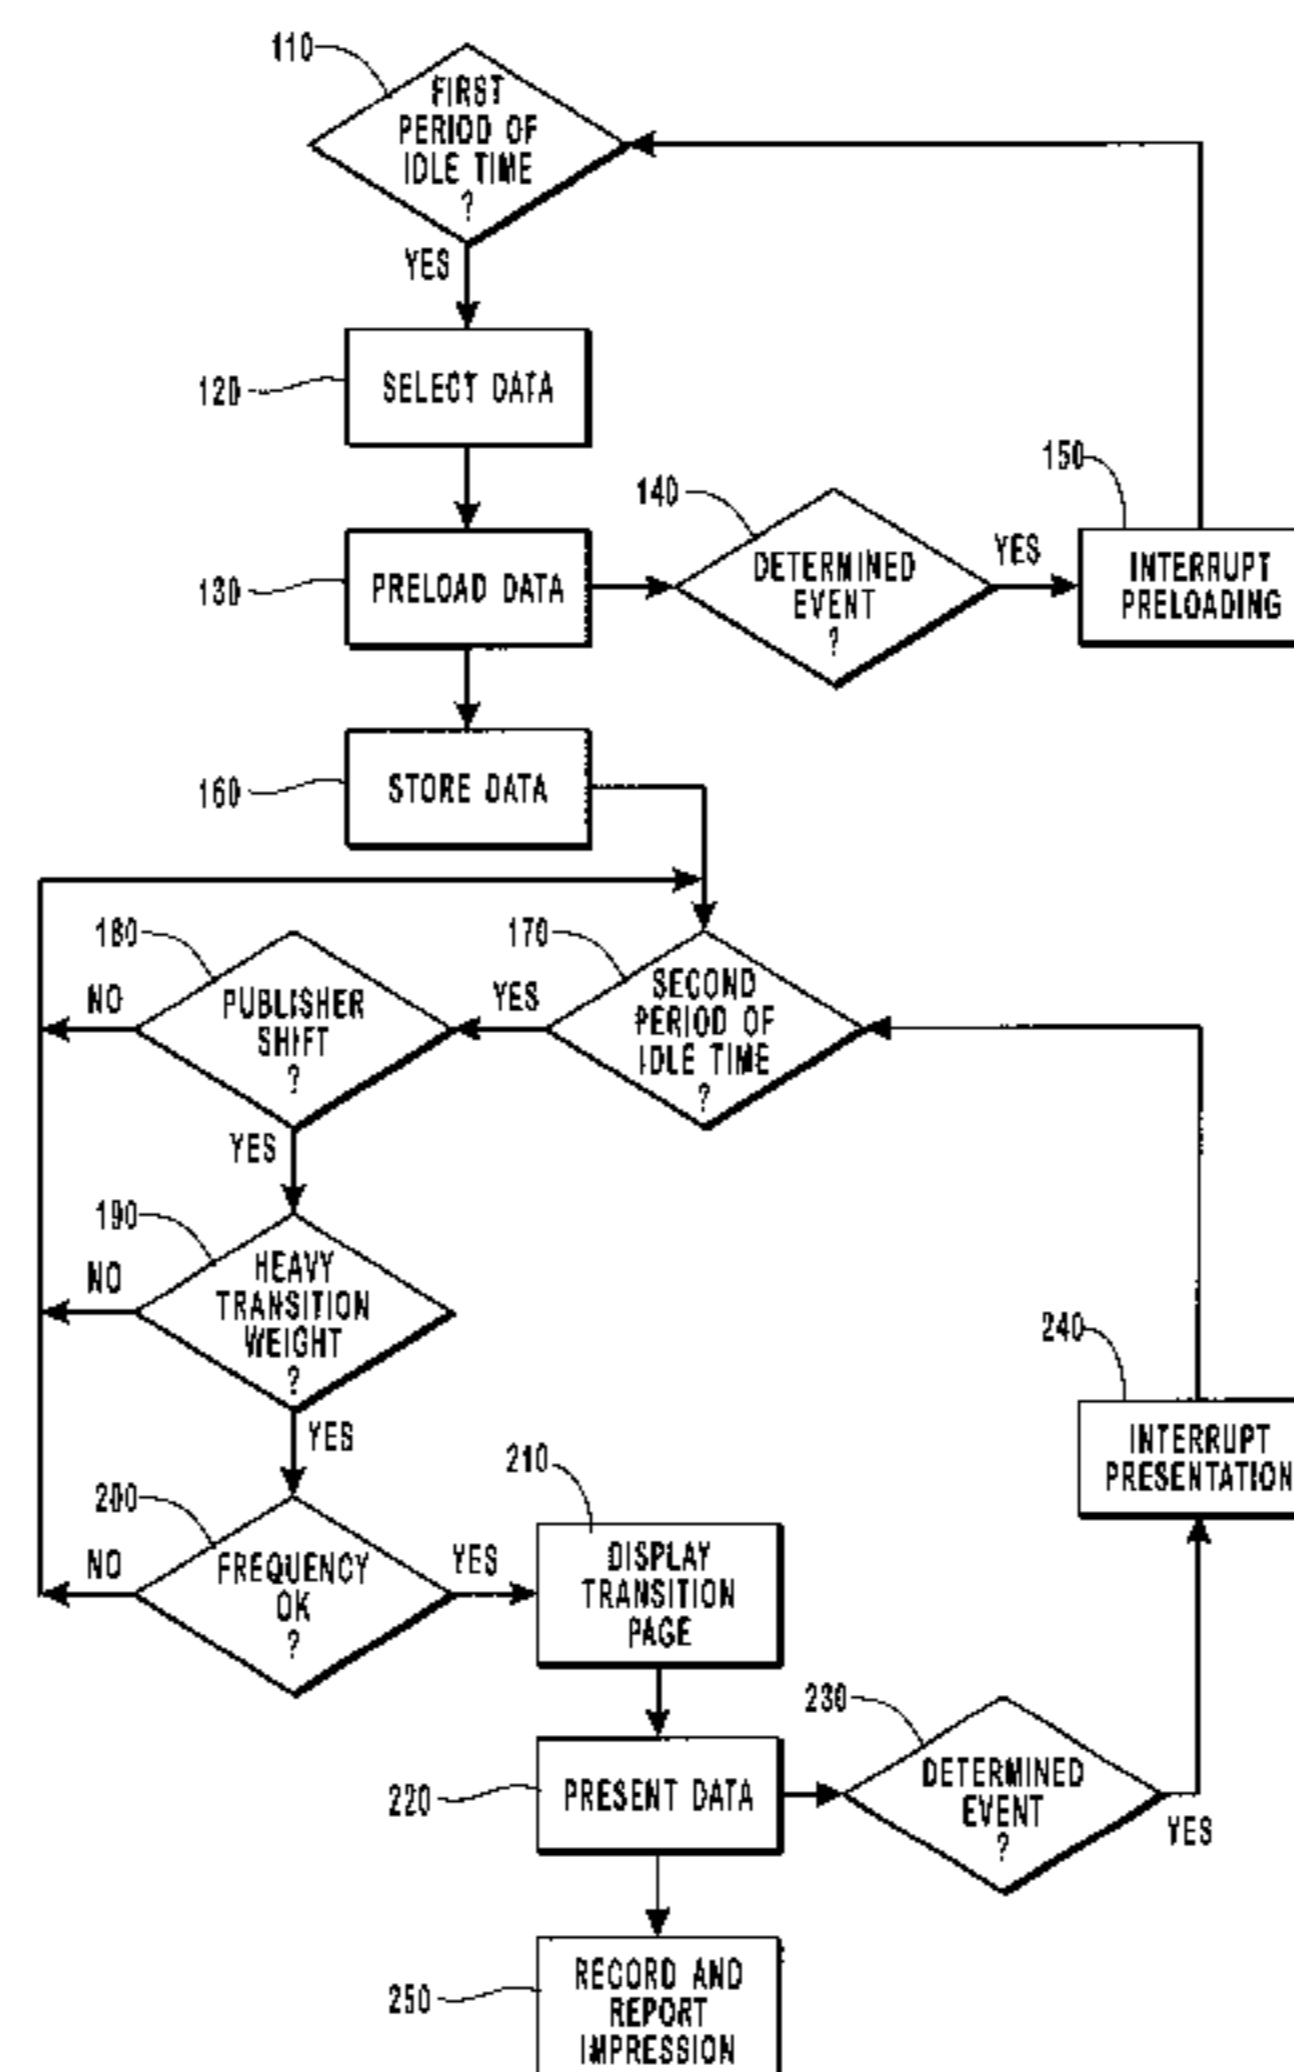 110
FIRST
PERIOD OF
IDLE TIME
?
YES
120
SELECT DATA
130
PRELOAD DATA
140
DETERMINED
EVENT
?
YES
150
INTERRUPT
PRELOADING
160
STORE DATA
180
NO
PUBLISHER
SHIFT
?
YES
170
SECOND
PERIOD OF
IDLE TIME
?
YES
190
NO
HEAVY
TRANSITION
WEIGHT
?
YES
200
NO
FREQUENCY
OK
?
YES
210
DISPLAY
TRANSITION
PAGE
240
INTERRUPT
PRESENTATION
220
PRESENT DATA
230
DETERMINED
EVENT
?
YES
250
RECORD AND
REPORT
IMPRESSION